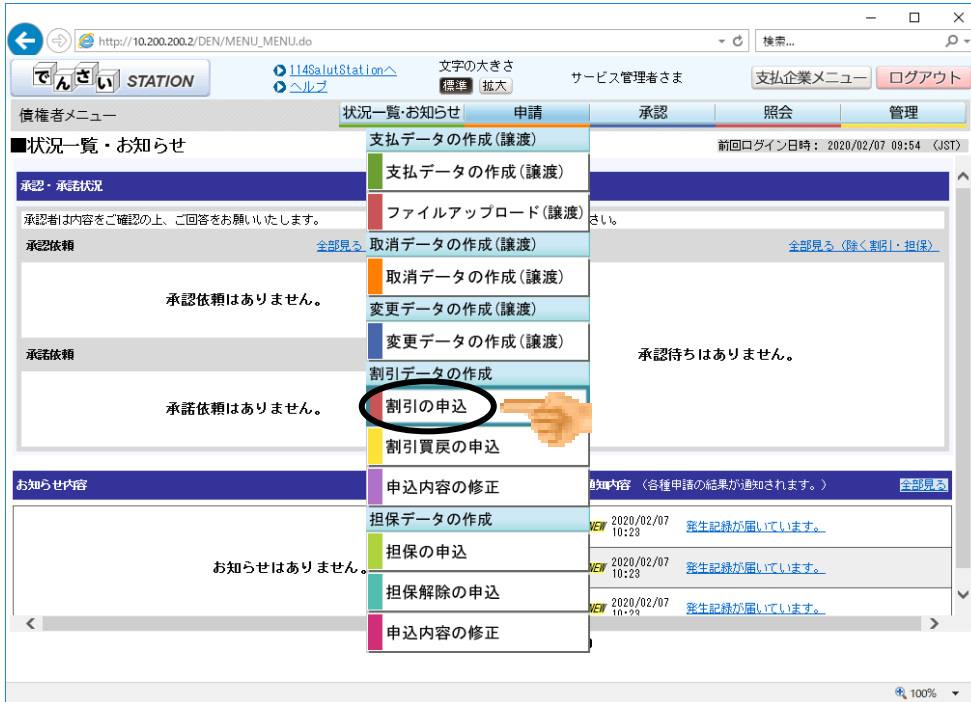 http://10.200.200.2/DEN/MENU_MENU.do
検索...
でんさい STATION
114SalutStationへ
ヘルプ
文字の大きさ
標準 拡大
サービス管理者さま
支払企業メニュー ログアウト
債権者メニュー
状況一覧・お知らせ 申請 承認 照会 管理
■状況一覧・お知らせ
前回ログイン日時: 2020/02/07 09:54 (JST)
支払データの作成(譲渡)
支払データの作成(譲渡)
ファイルアップロード(譲渡)
取消データの作成(譲渡)
取消データの作成(譲渡)
変更データの作成(譲渡)
変更データの作成(譲渡)
割引データの作成
割引の申込
割引買戻の申込
申込内容の修正
担保データの作成
担保の申込
担保解除の申込
申込内容の修正
承認・承諾状況
承認者は内容をご確認の上、ご回答をお願いいたします。
さい。
承認依頼 全部見る
全部見る(除く割引・担保)
承認依頼はありません。
承諾依頼
承認待ちはありません。
承諾依頼はありません。
お知らせ内容
通知内容 (各種申請の結果が通知されます。) 全部見る
お知らせはありません。
NEW 2020/02/07 10:23 発生記録が届いています。
NEW 2020/02/07 10:23 発生記録が届いています。
NEW 2020/02/07 10:23 発生記録が届いています。
100%